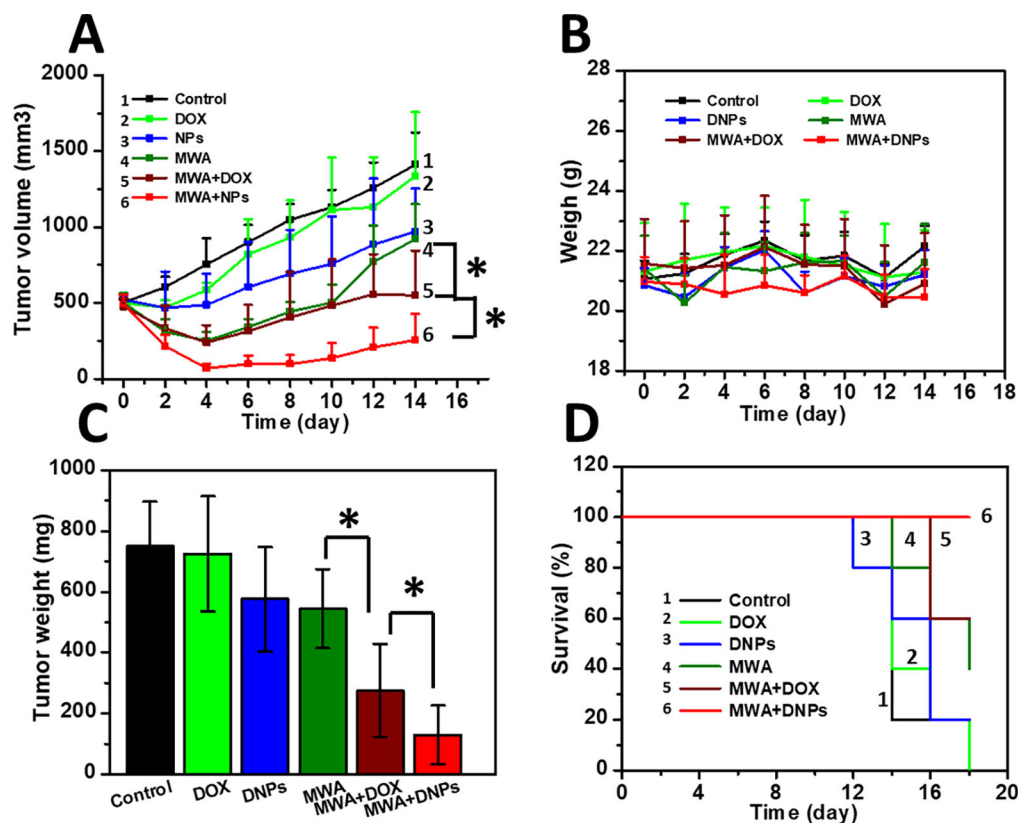 A
Tumor volume (mm3)
2000
1500
1000
500
0
1 Control
2 DOX
3 NPs
4 MWA
5 MWA+DOX
6 MWA+NPs
1
2
3
4
5
6
*
*
0 2 4 6 8 10 12 14 16
Time (day)
B
Weigh (g)
28
26
24
22
20
18
Control DOX
DNPs MWA
MWA+DOX MWA+DNPs
0 2 4 6 8 10 12 14 16 18
Time (day)
C
Tumor weight (mg)
1000
800
600
400
200
0
*
*
Control DOX DNPs MWA MWA+DOX MWA+DNPs
D
Survival (%)
120
100
80
60
40
20
0
6
3 4 5
2
1
1 Control
2 DOX
3 DNPs
4 MWA
5 MWA+DOX
6 MWA+DNPs
0 4 8 12 16 20
Time (day)